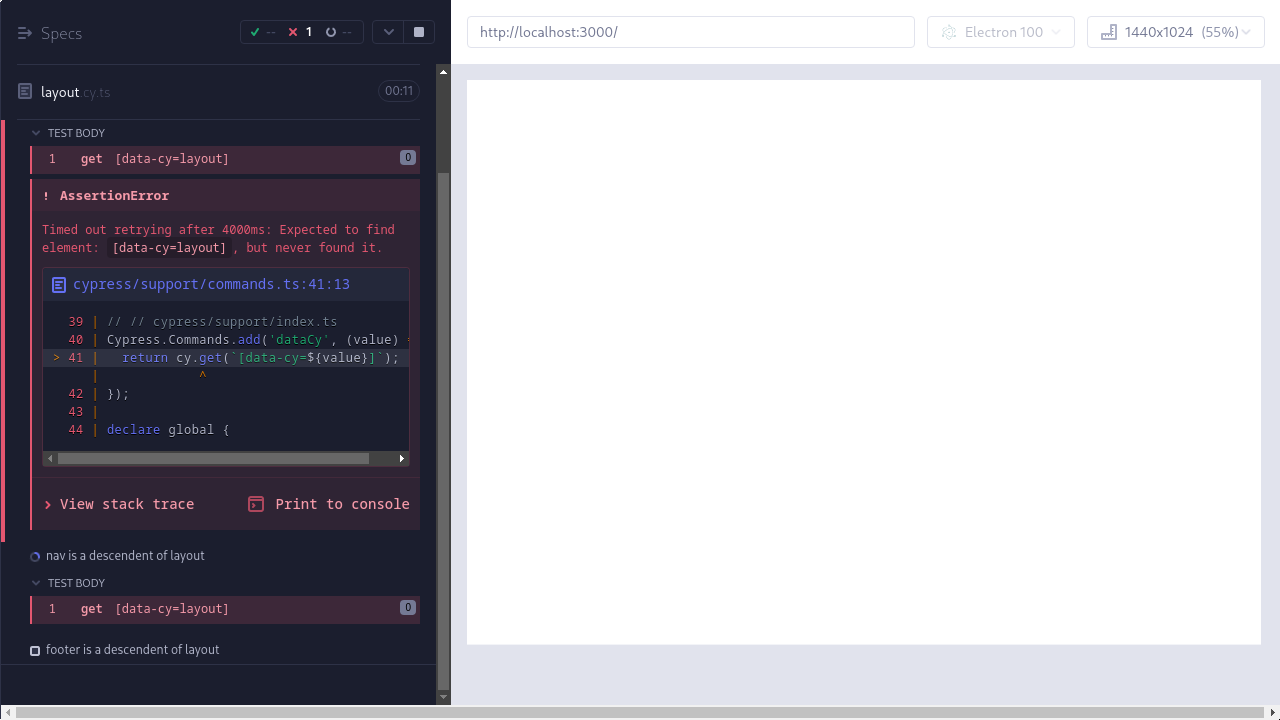 Specs
-- 1 --
layout.cy.ts 00:11
TEST BODY
1 get [data-cy=layout] 0
! AssertionError
Timed out retrying after 4000ms: Expected to find
element: [data-cy=layout], but never found it.
cypress/support/commands.ts:41:13
39 | // // cypress/support/index.ts
40 | Cypress.Commands.add('dataCy', (value)
> 41 |   return cy.get(`[data-cy=${value}]`);
|             ^
42 | });
43 |
44 | declare global {
View stack trace
Print to console
nav is a descendent of layout
TEST BODY
1 get [data-cy=layout] 0
footer is a descendent of layout
http://localhost:3000/
Electron 100
1440x1024 (55%)